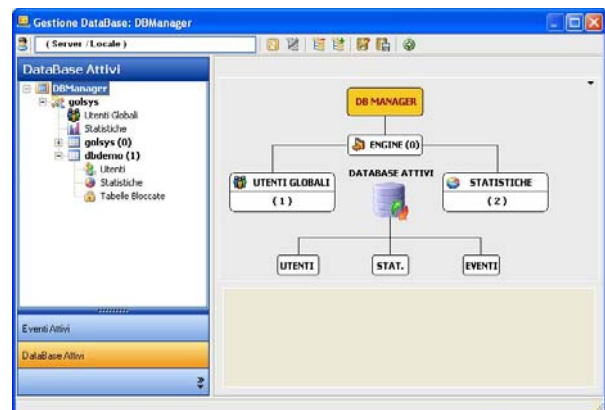 Gestione DataBase: DBManager
( Server / Locale )
DataBase Attivi
DBManager
golsys
Utenti Globali
Statistiche
golsys (0)
dbdemo (1)
Utenti
Statistiche
Tabelle Bloccate
Eventi Attivi
DataBase Attivi
DB MANAGER
ENGINE (0)
UTENTI GLOBALI
( 1 )
DATABASE ATTIVI
STATISTICHE
( 2 )
UTENTI
STAT.
EVENTI